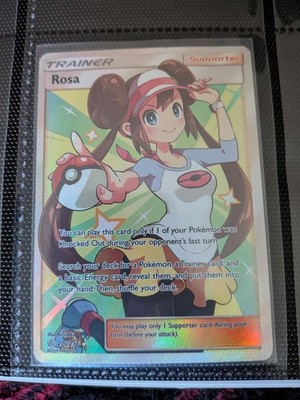 TRAINER Supporter
Rosa
You can play this card only if 1 of your Pokémon was
Knocked Out during your opponent's last turn.
Search your deck for a Pokémon, a Trainer card, and
a basic Energy card, reveal them, and put them into
your hand. Then, shuffle your deck.
You may play only 1 Supporter card during your
turn (before your attack).